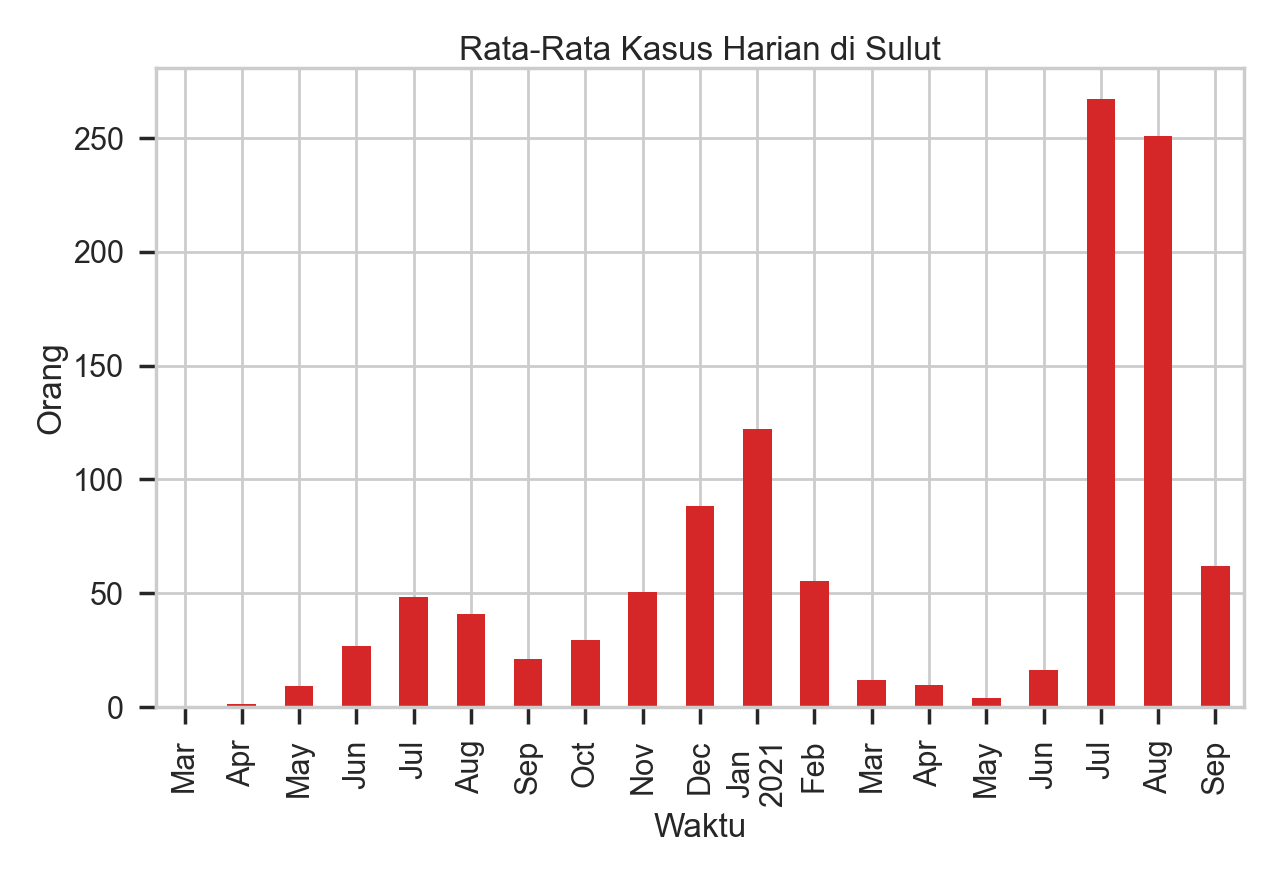 Rata-Rata Kasus Harian di Sulut
Orang
250
200
150
100
50
0
Mar
Apr
May
Jun
Jul
Aug
Sep
Oct
Nov
Dec
Jan
2021
Feb
Mar
Apr
May
Jun
Jul
Aug
Sep
Waktu